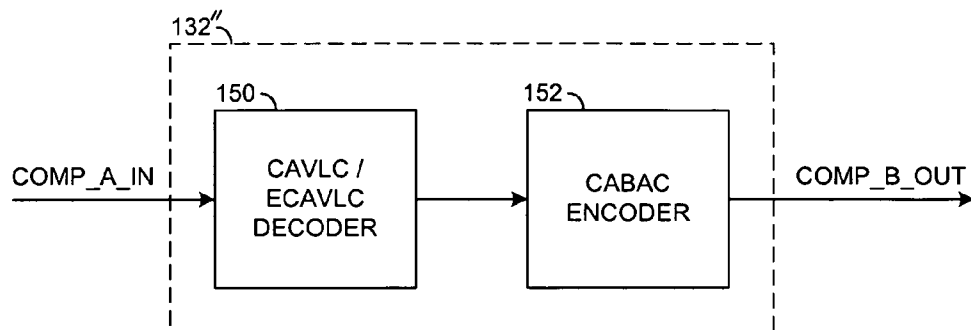 132″
150
152
COMP_A_IN
CAVLC /
ECAVLC
DECODER
CABAC
ENCODER
COMP_B_OUT